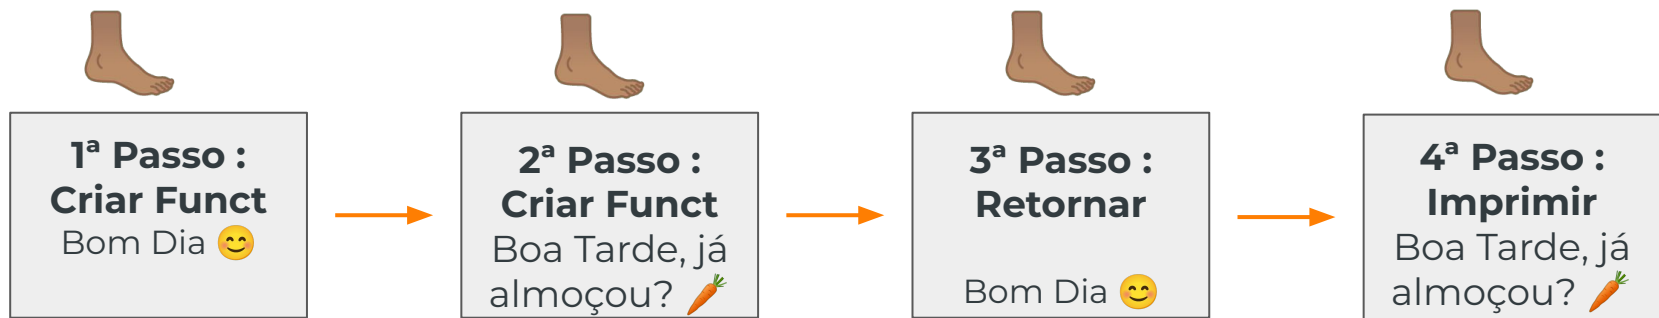 1ª Passo :
Criar Funct
Bom Dia 😊
2ª Passo :
Criar Funct
Boa Tarde, já
almoçou? 🥕
3ª Passo :
Retornar
Bom Dia 😊
4ª Passo :
Imprimir
Boa Tarde, já
almoçou? 🥕